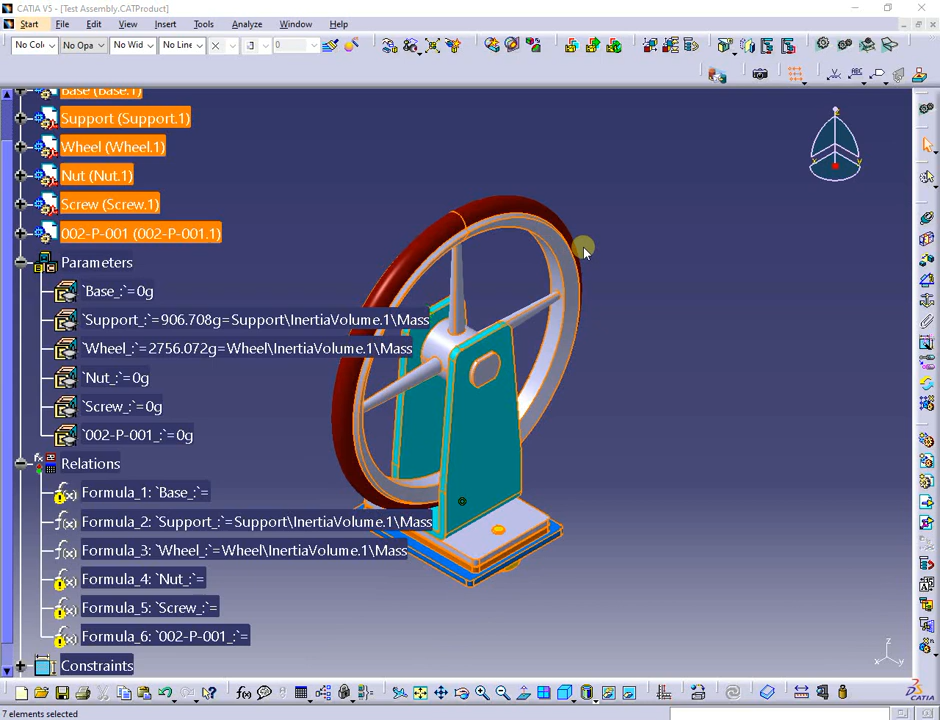 CATIA V5 - [Test Assembly.CATProduct]
Start File Edit View Insert Tools Analyze Window Help
No Col No Opa No Wid No Line 0
ABC
z
Base (Base.1)
Support (Support.1)
Wheel (Wheel.1)
Nut (Nut.1)
Screw (Screw.1)
002-P-001 (002-P-001.1)
Parameters
`Base_:`=0g
`Support_:`=906.708g=Support\InertiaVolume.1\Mass
`Wheel_:`=2756.072g=Wheel\InertiaVolume.1\Mass
`Nut_:`=0g
`Screw_:`=0g
`002-P-001_:`=0g
Relations
Formula_1: `Base_:`=
Formula_2: `Support_:`=Support\InertiaVolume.1\Mass
Formula_3: `Wheel_:`=Wheel\InertiaVolume.1\Mass
Formula_4: `Nut_:`=
Formula_5: `Screw_:`=
Formula_6: `002-P-001_:`=
Constraints
z
x y
CATIA
7 elements selected